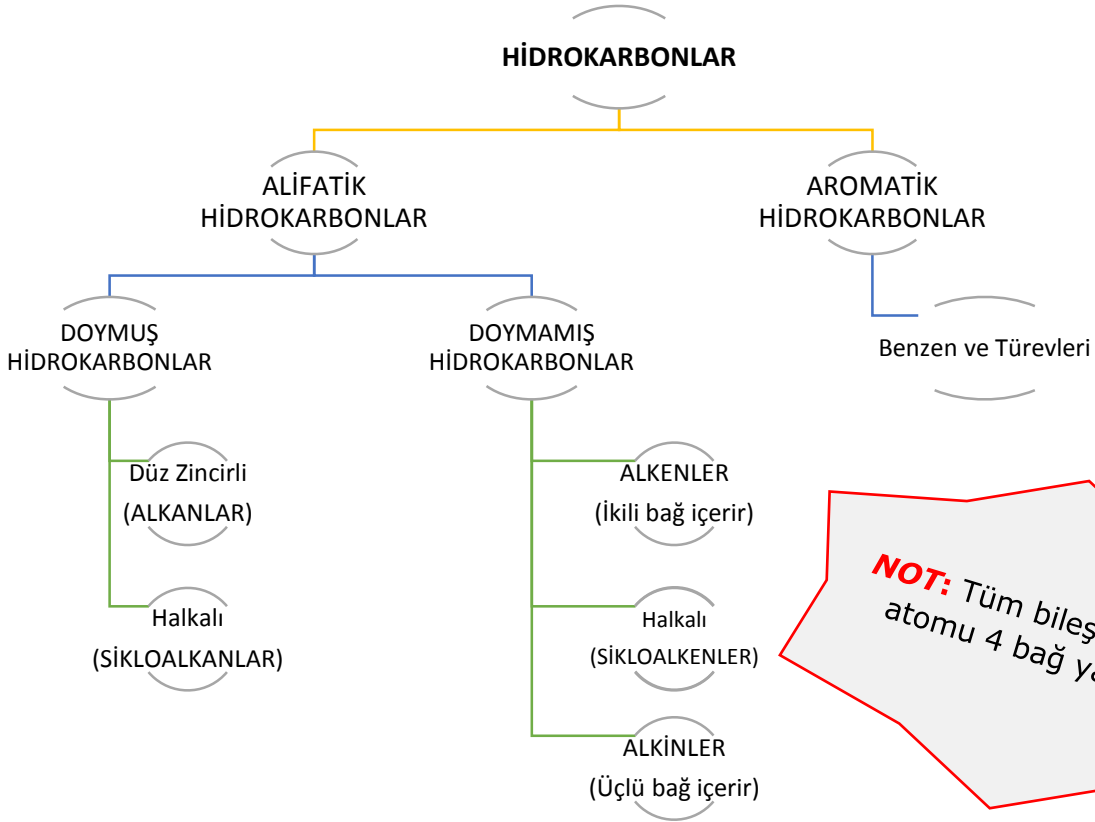 HİDROKARBONLAR
ALİFATİK
HİDROKARBONLAR
AROMATİK
HİDROKARBONLAR
DOYMUŞ
HİDROKARBONLAR
DOYMAMIŞ
HİDROKARBONLAR
Benzen ve Türevleri
Düz Zincirli
(ALKANLAR)
Halkalı
(SİKLOALKANLAR)
ALKENLER
(İkili bağ içerir)
Halkalı
(SİKLOALKENLER)
ALKİNLER
(Üçlü bağ içerir)
NOT: Tüm
atomu 4 bağ